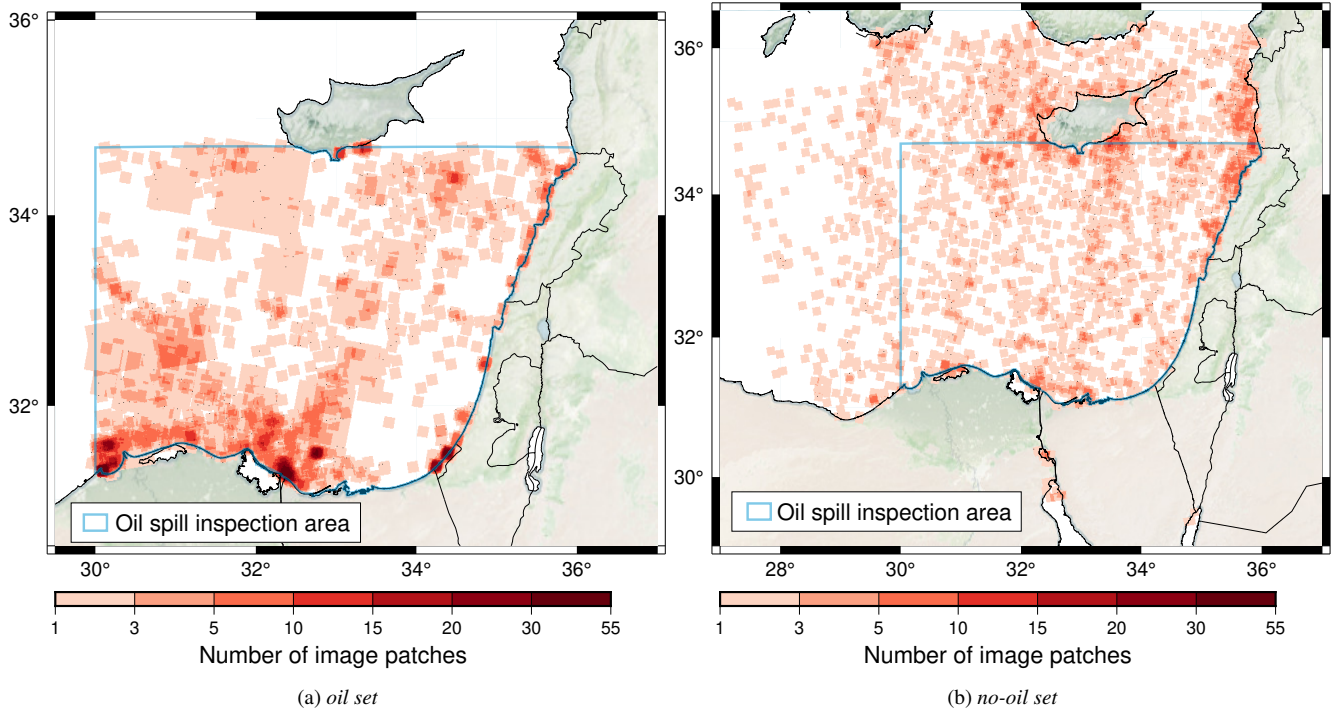 36°
34°
32°
Oil spill inspection area
30° 32° 34° 36°
1 3 5 10 15 20 30 55
Number of image patches
(a) oil set
36°
34°
32°
30°
Oil spill inspection area
28° 30° 32° 34° 36°
1 3 5 10 15 20 30 55
Number of image patches
(b) no-oil set